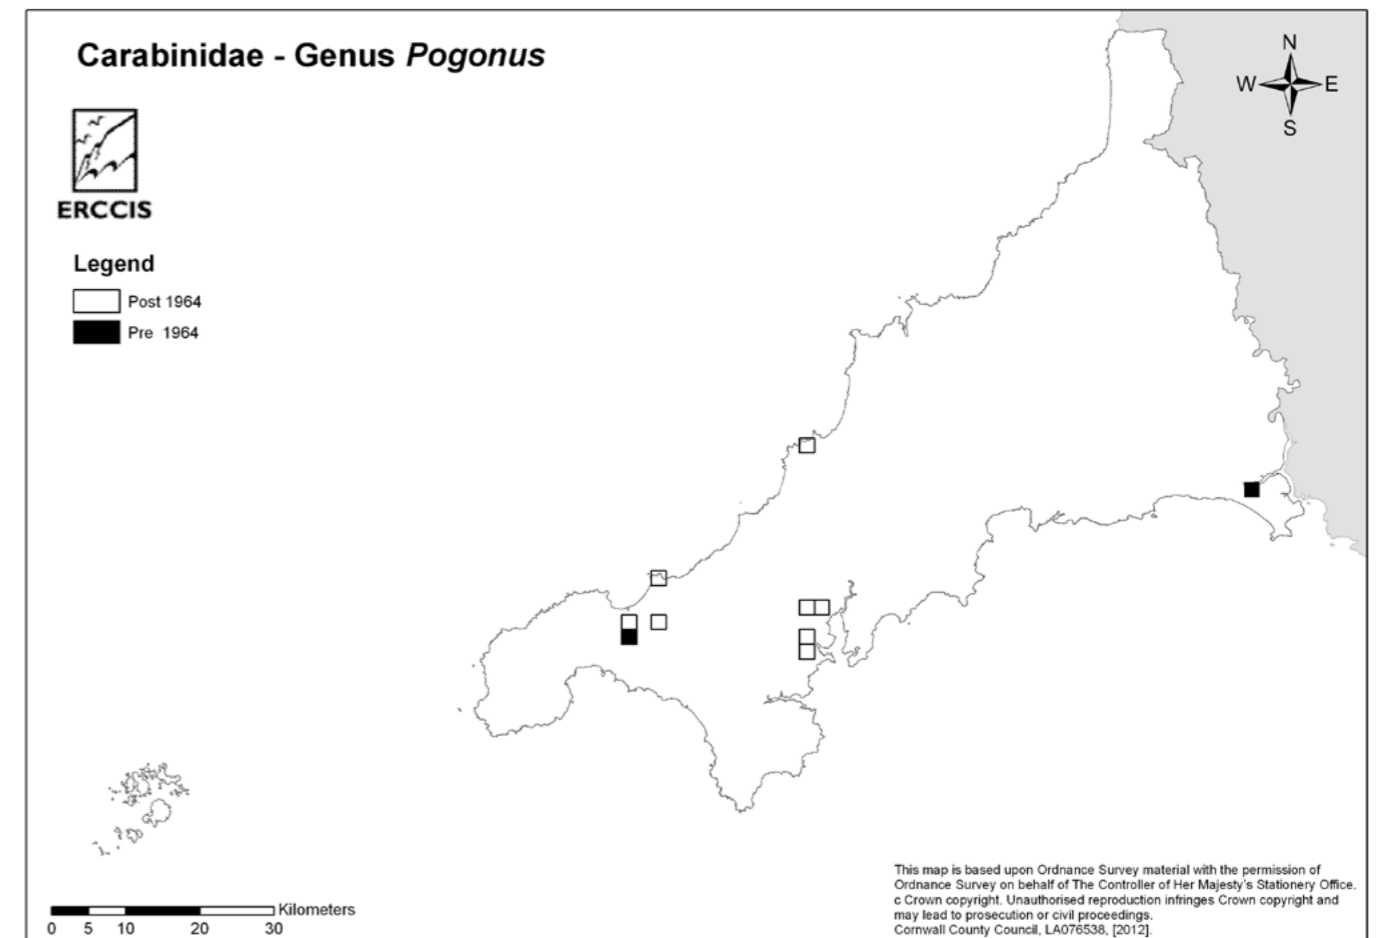 Carabinidae - Genus Pogonus
N
W E
S
ERCCIS
Legend
Post 1964
Pre 1964
This map is based upon Ordnance Survey material with the permission of
Ordnance Survey on behalf of The Controller of Her Majesty's Stationery Office.
c Crown copyright. Unauthorised reproduction infringes Crown copyright and
may lead to prosecution or civil proceedings.
Cornwall County Council, LA076538, [2012].
Kilometers
0 5 10 20 30